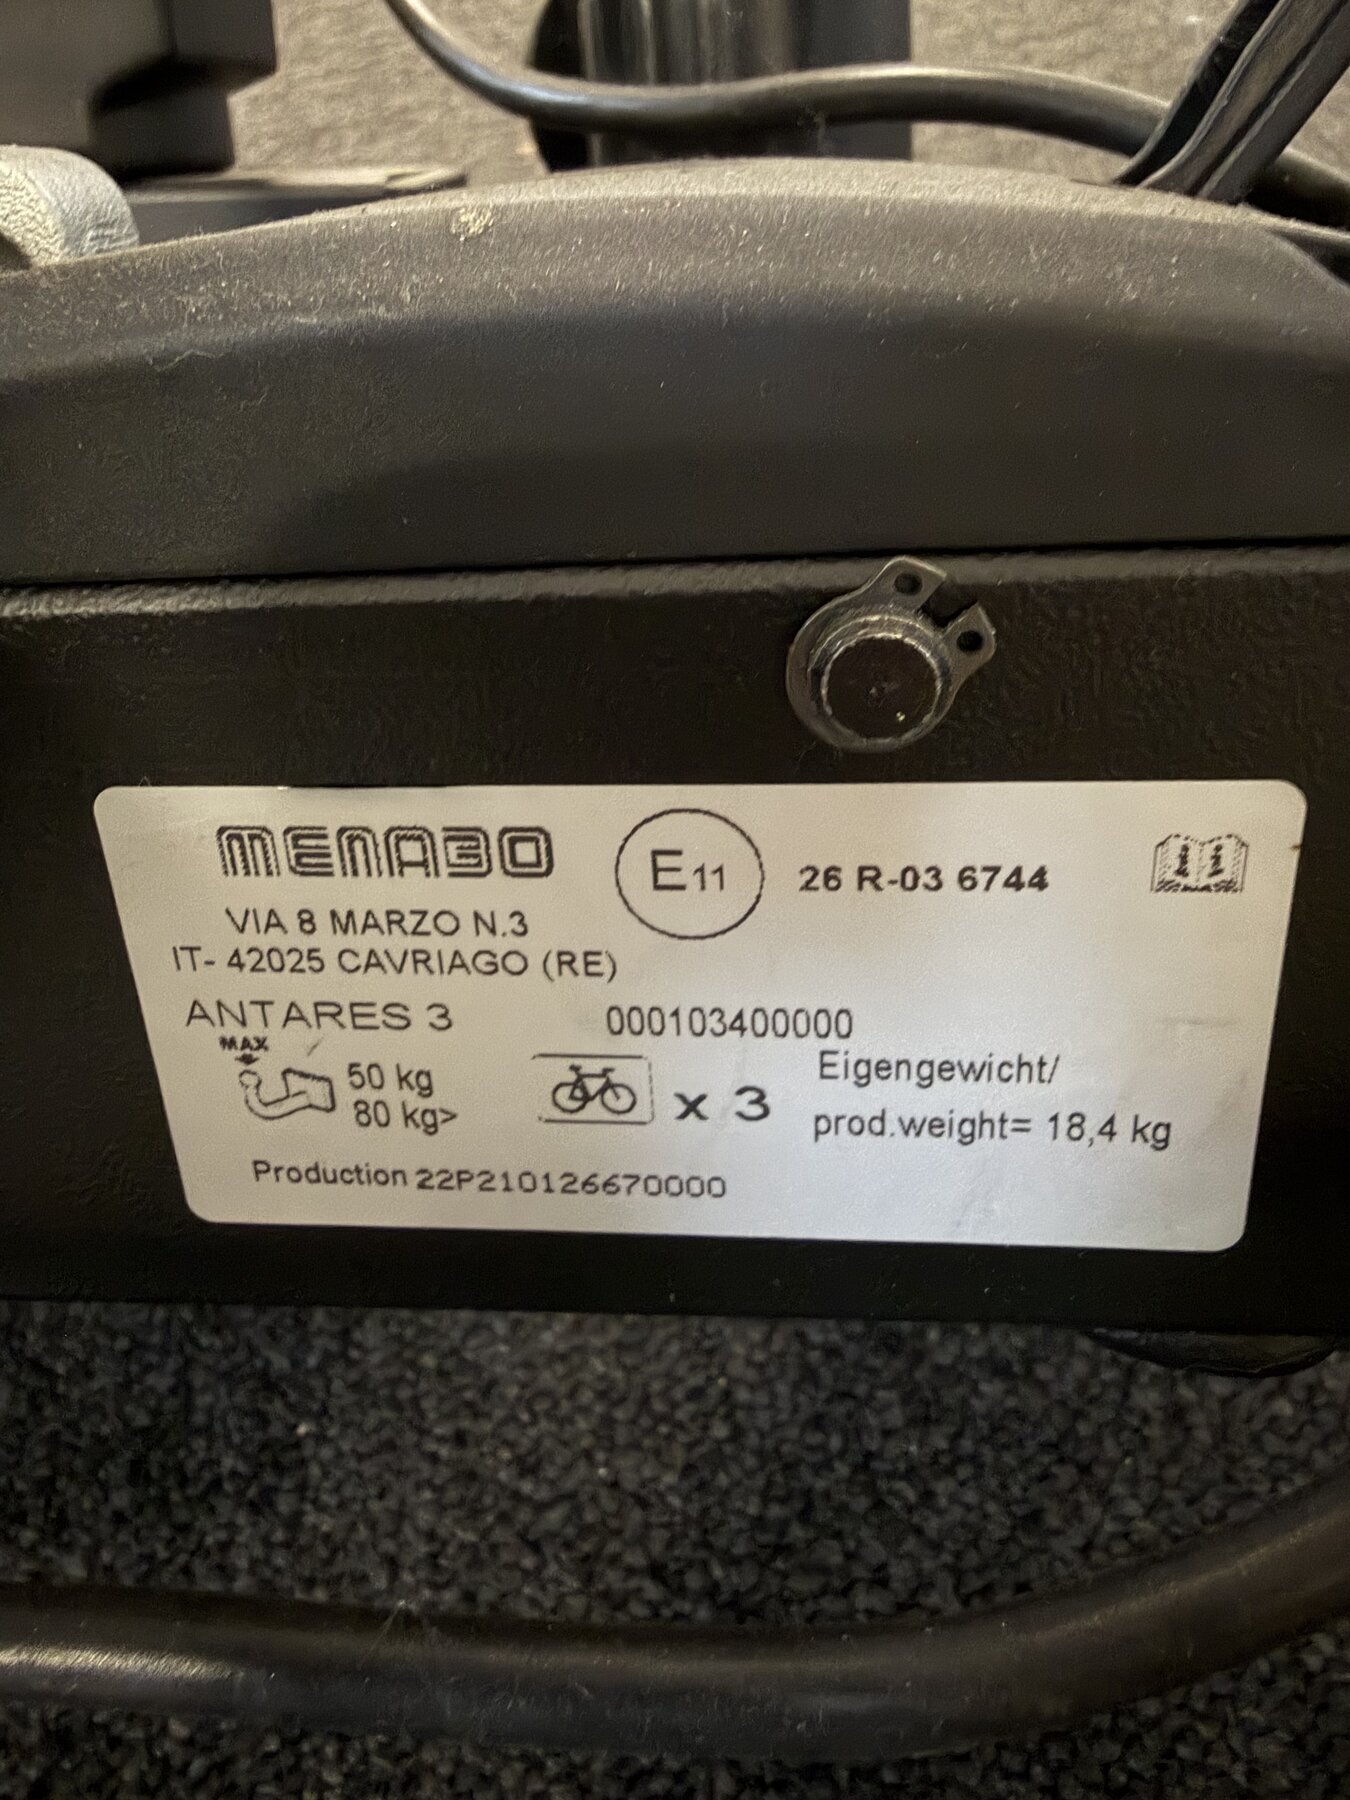 MENABO
E11 26 R-03 6744
VIA 8 MARZO N.3
IT- 42025 CAVRIAGO (RE)
ANTARES 3 000103400000
MAX
50 kg
80 kg>
x 3
Eigengewicht/
prod.weight= 18,4 kg
Production 22P210126670000